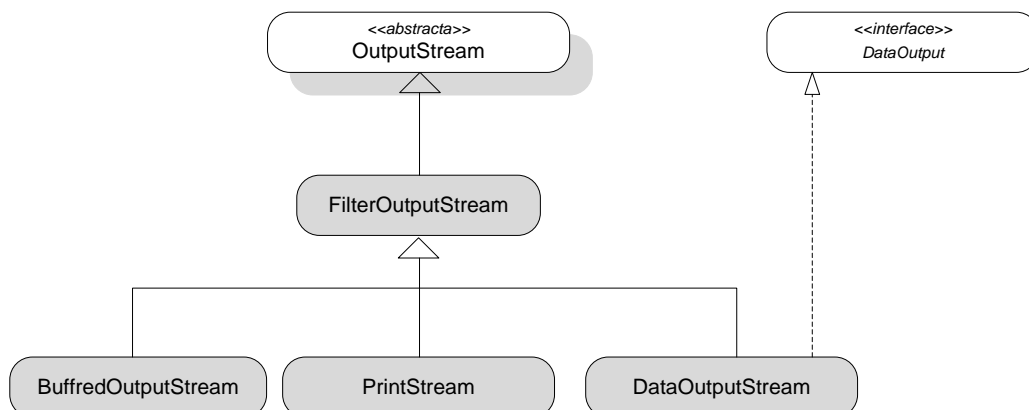 <<abstracta>>
OutputStream
<<interface>>
DataOutput
FilterOutputStream
BuffredOutputStream
PrintStream
DataOutputStream